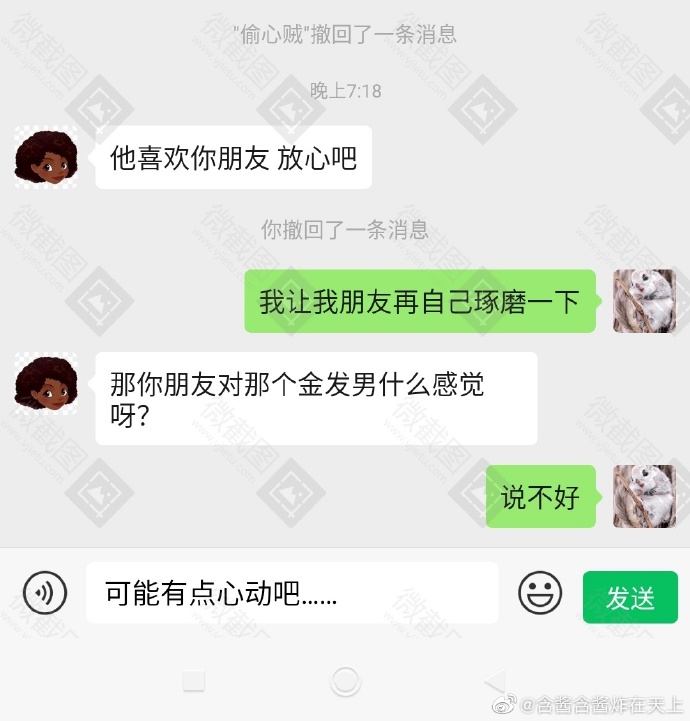 "偷心贼"撤回了一条消息
晚上7:18
他喜欢你朋友 放心吧
你撤回了一条消息
我让我朋友再自己琢磨一下
那你朋友对那个金发男什么感觉
呀?
说不好
可能有点心动吧……
发送
@含酱含酱炸在天上
微截图